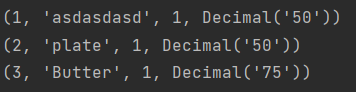 (1, 'asdasdasd', 1, Decimal('50'))
(2, 'plate', 1, Decimal('50'))
(3, 'Butter', 1, Decimal('75'))